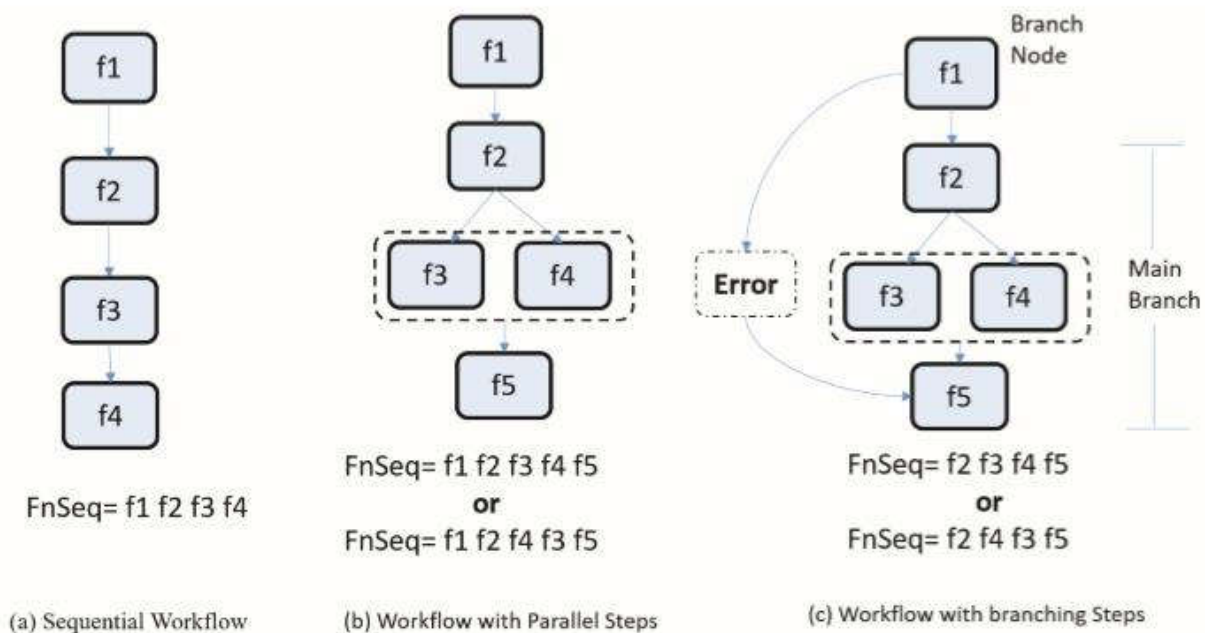 f1
f2
f3
f4
FnSeq= f1 f2 f3 f4
(a) Sequential Workflow
f1
f2
f3
f4
f5
FnSeq= f1 f2 f3 f4 f5
or
FnSeq= f1 f2 f4 f3 f5
(b) Workflow with Parallel Steps
Branch
Node
f1
f2
Error
f3
f4
Main
Branch
f5
FnSeq= f2 f3 f4 f5
or
FnSeq= f2 f4 f3 f5
(c) Workflow with branching Steps